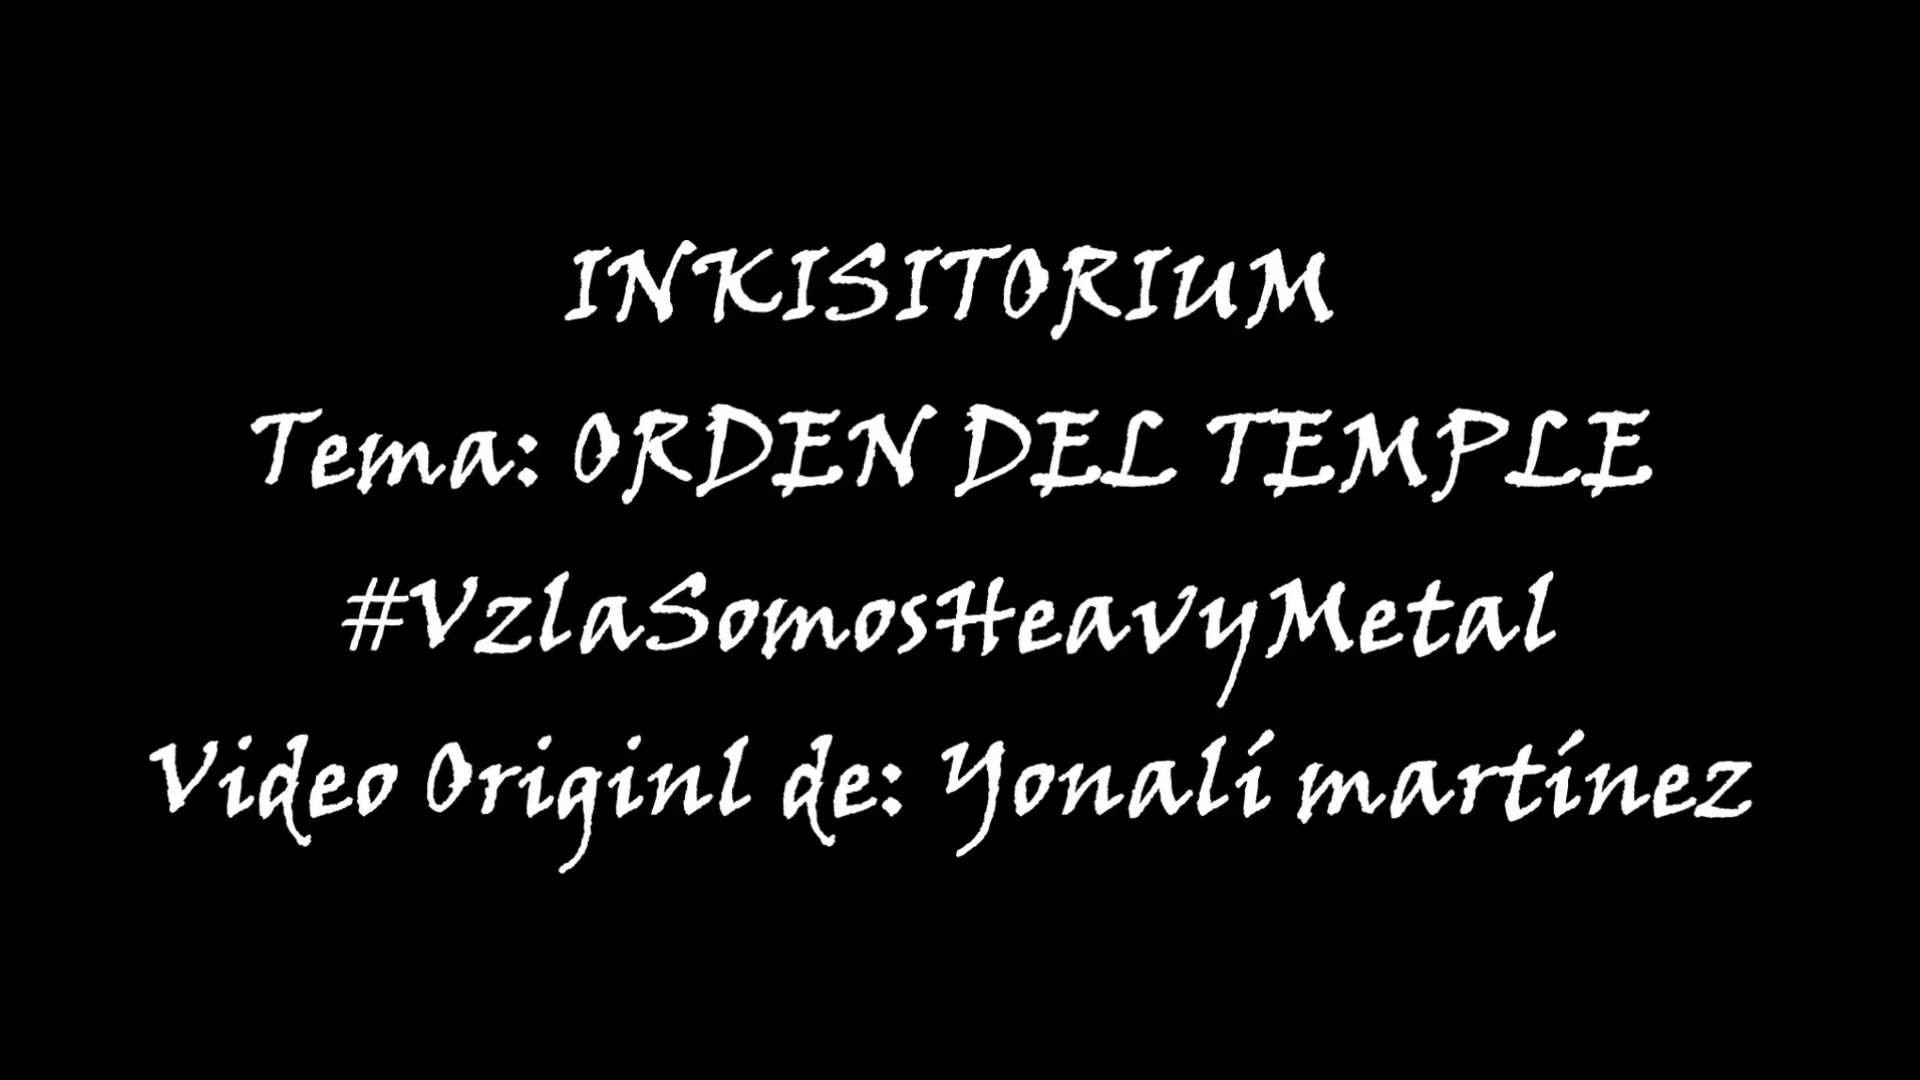 INKISITORIUM
Tema: ORDEN DEL TEMPLE
#VzlaSomosHeavyMetal
Video Originl de: Yonalí martínez